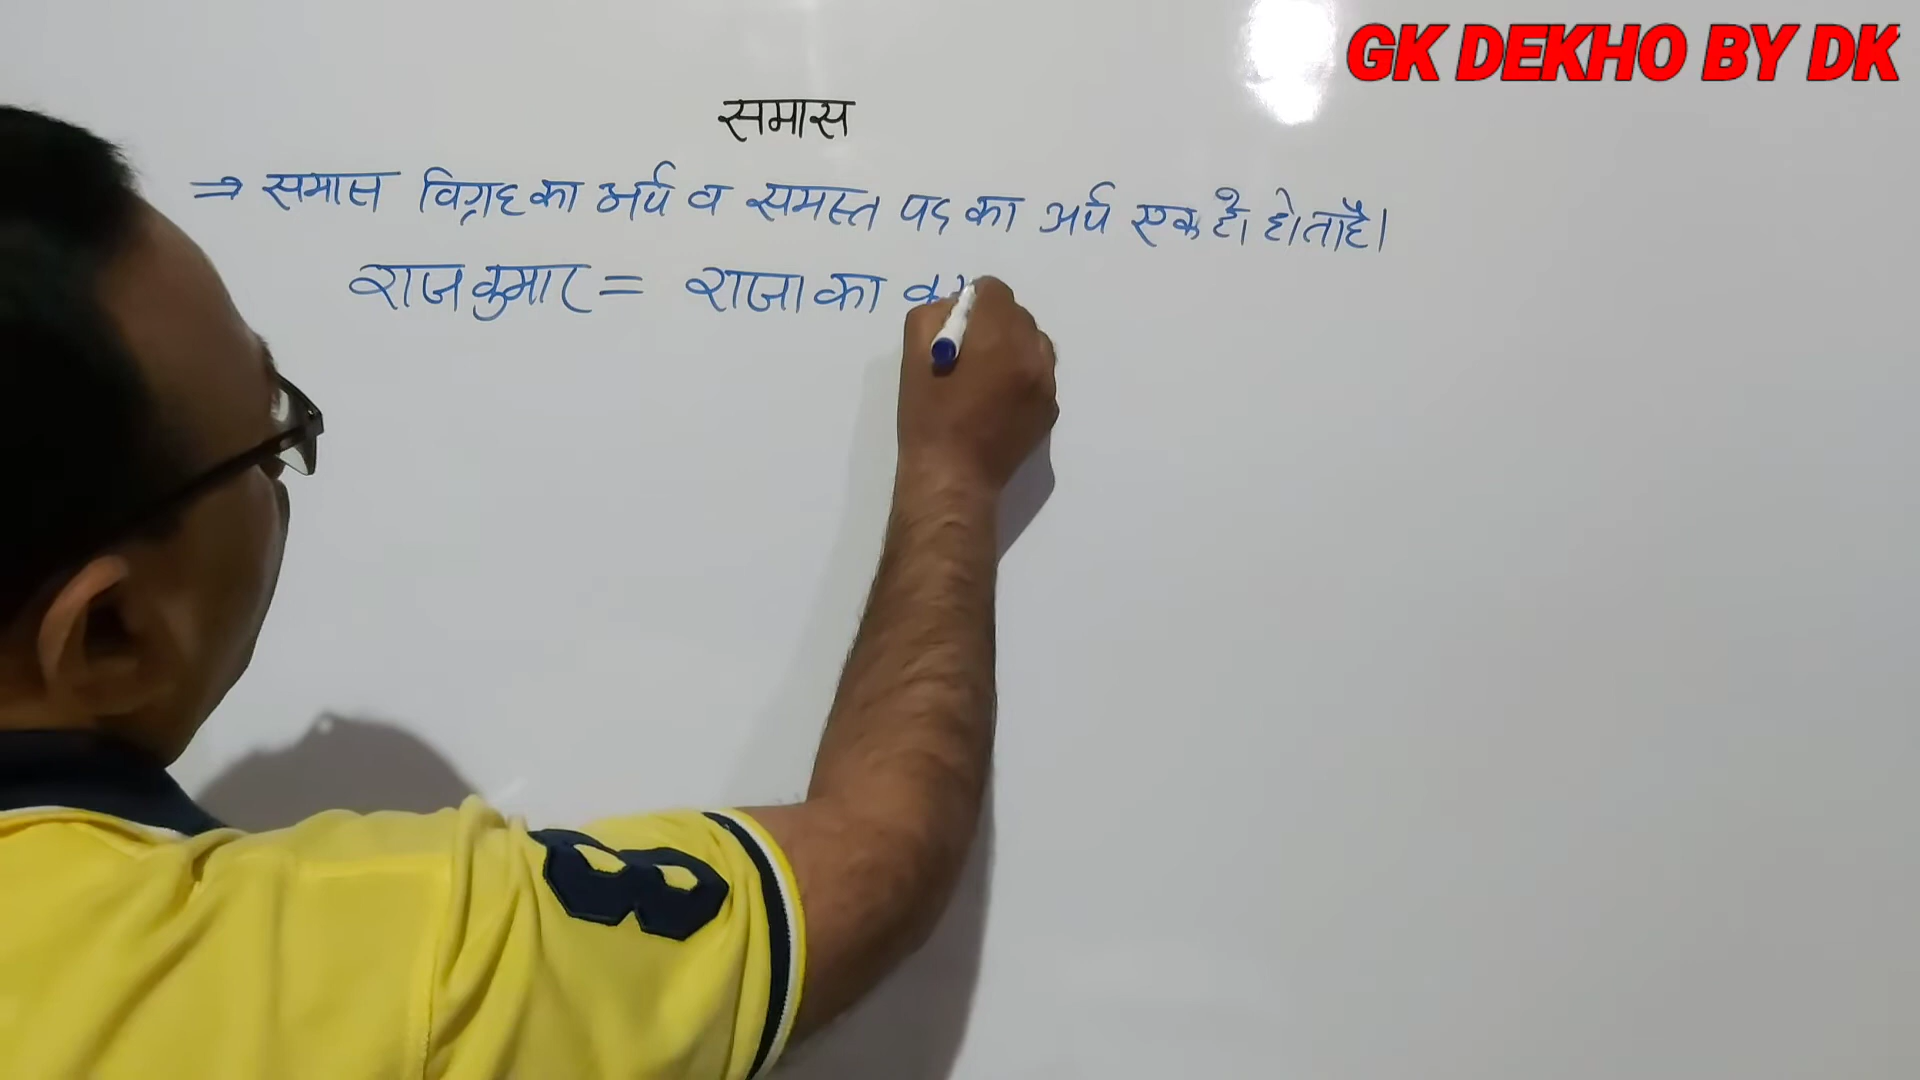 GK DEKHO BY DK
समास
⇒ समास विग्रह का अर्थ व समस्त पद का अर्थ एक ही होता है।
राजकुमार = राजा का